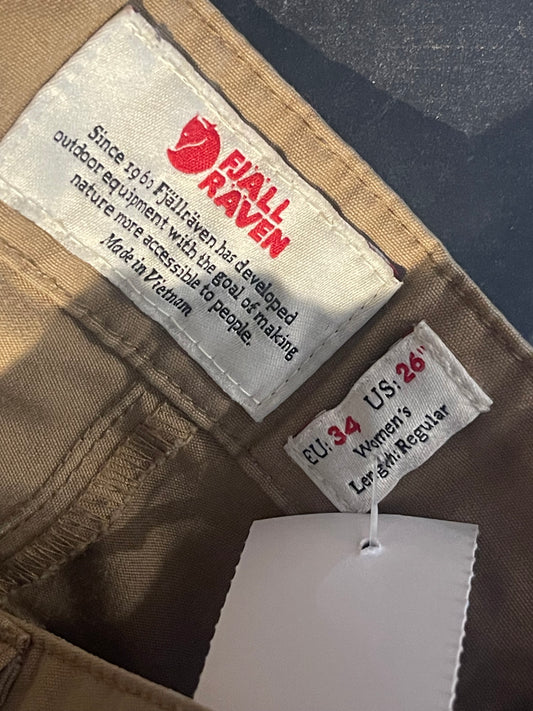 FJÄLL
RÄVEN
Since 1960 Fjällräven has developed
outdoor equipment with the goal of making
nature more accessible to people.
Made in Vietnam
EU: 34 US: 26"
Women's
Length: Regular